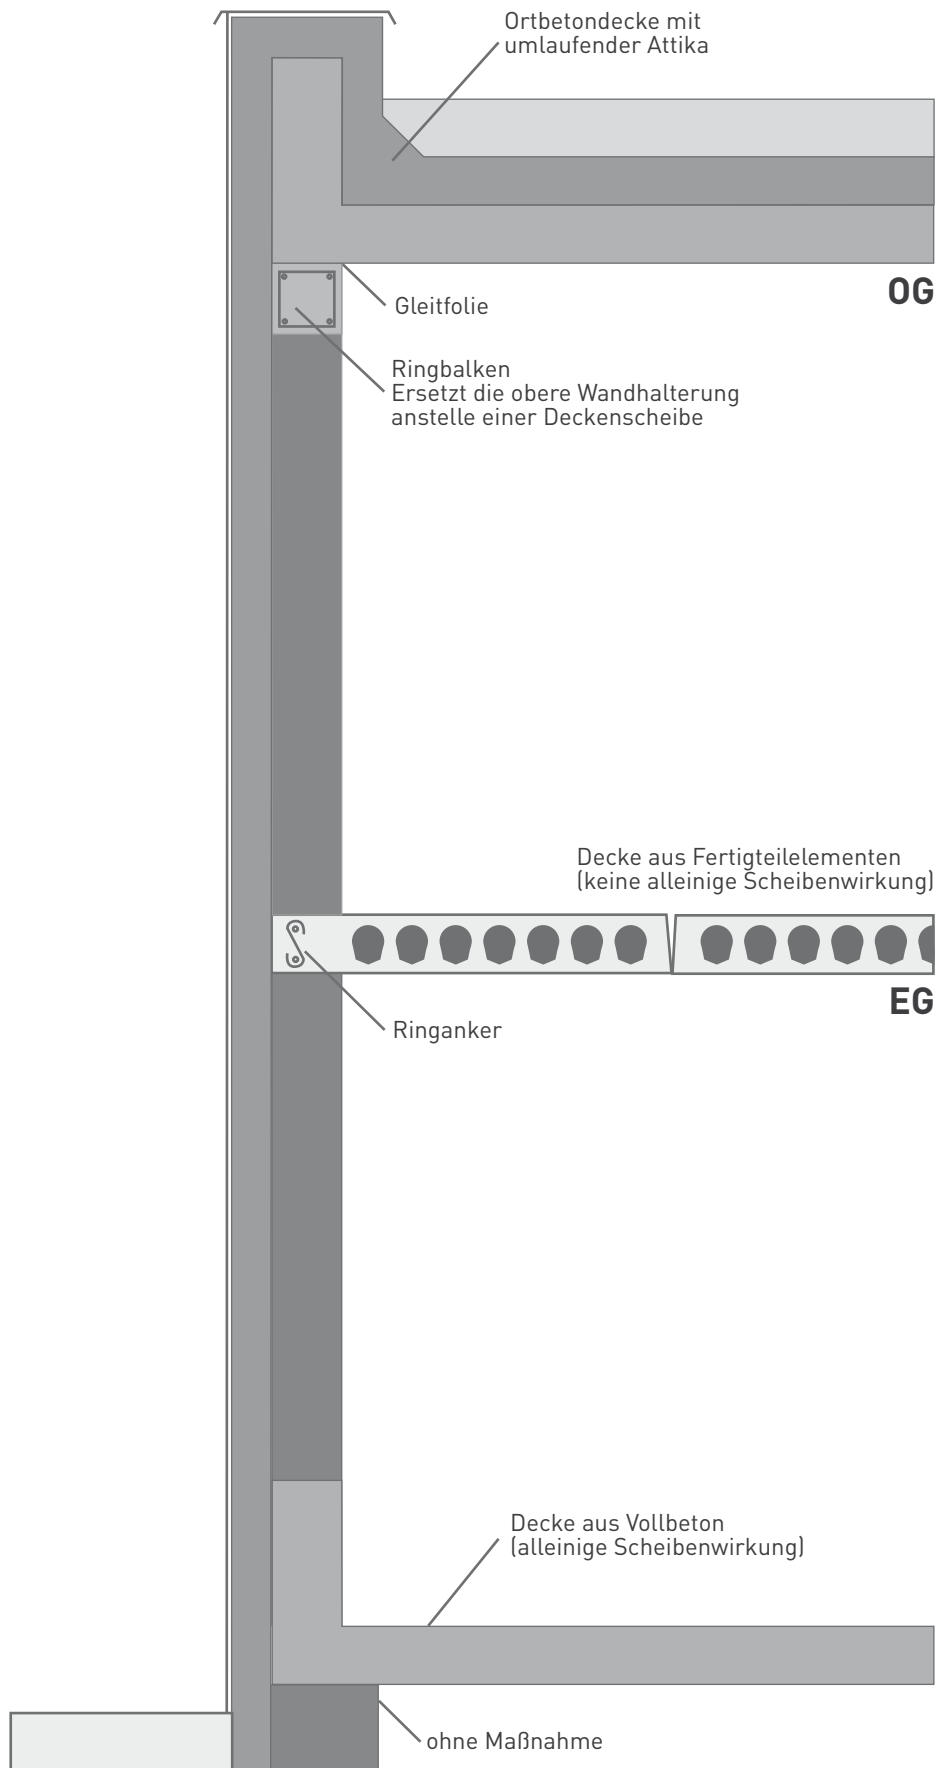 Ortbetondecke mit
umlaufender Attika
OG
Gleitfolie
Ringbalken
Ersetzt die obere Wandhalterung
anstelle einer Deckenscheibe
Decke aus Fertigteilelementen
(keine alleinige Scheibenwirkung)
EG
Ringanker
Decke aus Vollbeton
(alleinige Scheibenwirkung)
ohne Maßnahme